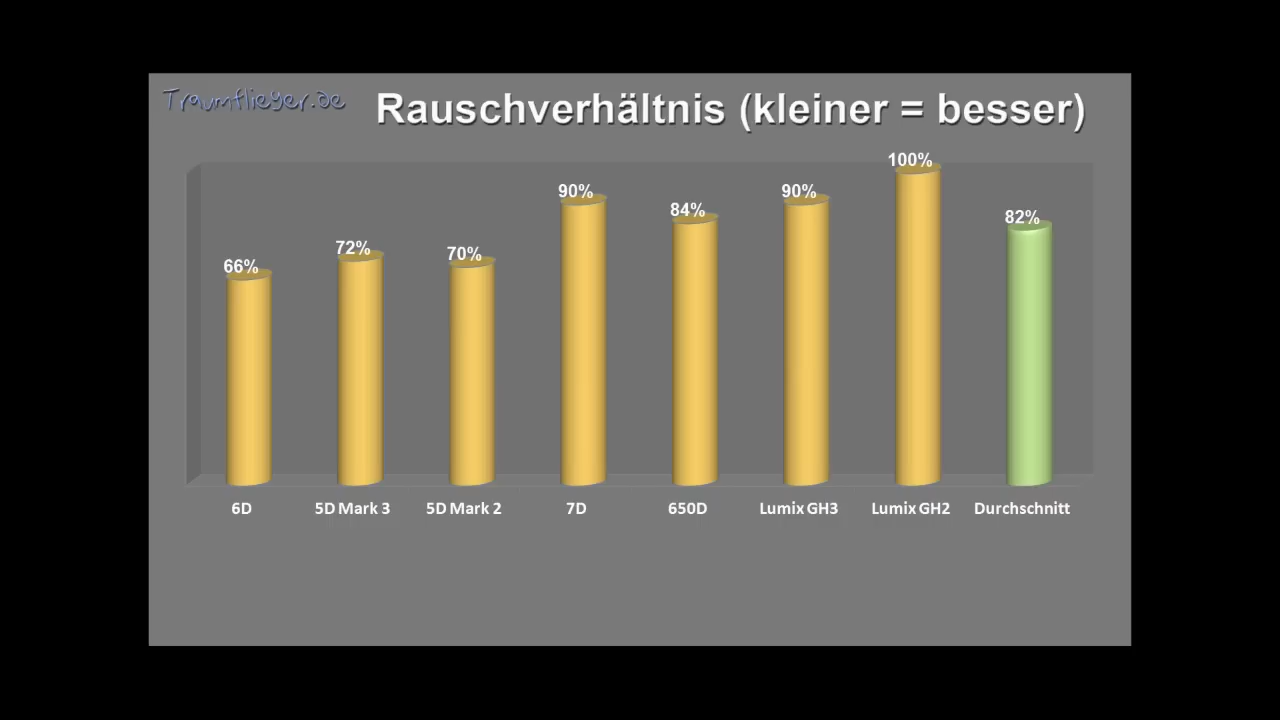 Traumflieger.de
Rauschverhältnis (kleiner = besser)
66%
72%
70%
90%
84%
90%
100%
82%
6D
5D Mark 3
5D Mark 2
7D
650D
Lumix GH3
Lumix GH2
Durchschnitt